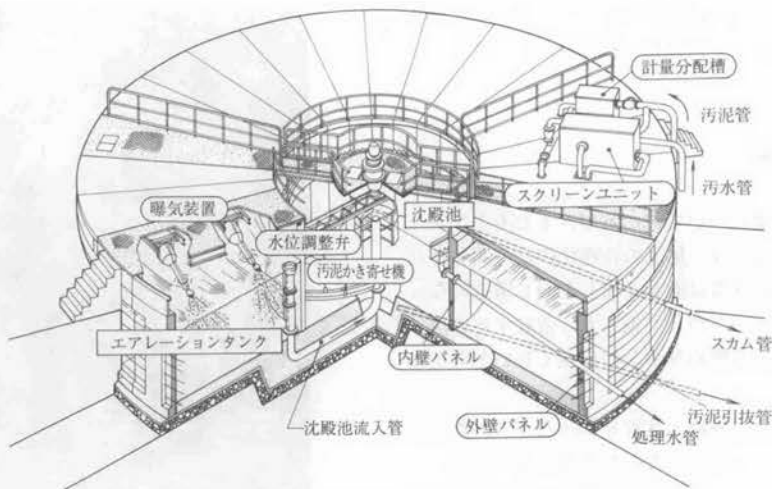 計量分配槽
汚泥管
スクリーンユニット
汚水管
曝気装置
沈殿池
水位調整弁
汚泥かき寄せ機
エアレーションタンク
内壁パネル
スカム管
沈殿池流入管
外壁パネル
汚泥引抜管
処理水管